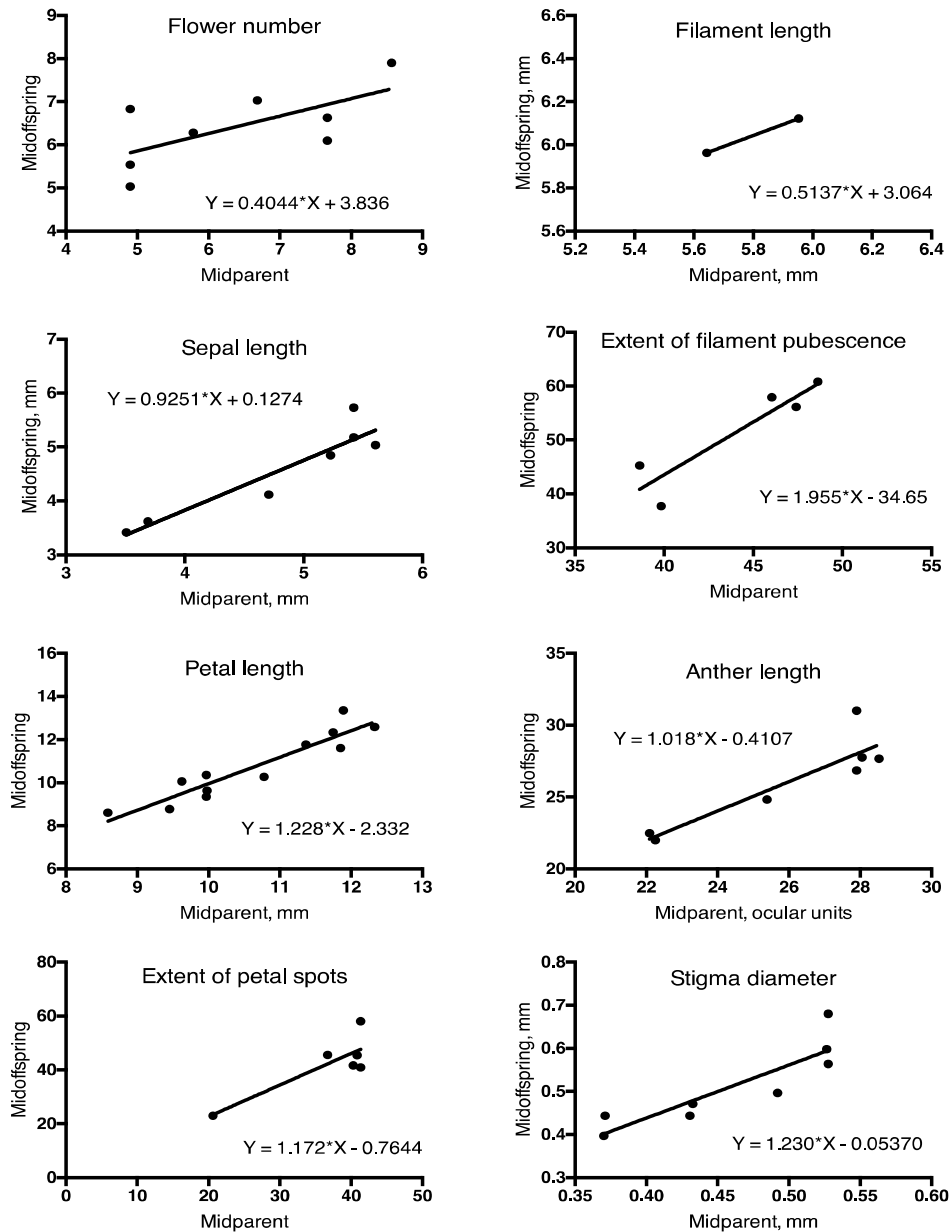 Flower number
Midoffspring
9
8
7
6
5
4
Y = 0.4044*X + 3.836
4 5 6 7 8 9
Midparent
Filament length
Midoffspring, mm
6.6
6.4
6.2
6.0
5.8
5.6
Y = 0.5137*X + 3.064
5.2 5.4 5.6 5.8 6.0 6.2 6.4
Midparent, mm
Sepal length
Midoffspring, mm
7
6
5
4
3
Y = 0.9251*X + 0.1274
3 4 5 6
Midparent, mm
Extent of filament pubescence
Midoffspring
70
60
50
40
30
Y = 1.955*X - 34.65
35 40 45 50 55
Midparent
Petal length
Midoffspring
16
14
12
10
8
6
Y = 1.228*X - 2.332
8 9 10 11 12 13
Midparent, mm
Anther length
Midoffspring
35
30
25
20
Y = 1.018*X - 0.4107
20 22 24 26 28 30
Midparent, ocular units
Extent of petal spots
Midoffspring
80
60
40
20
0
Y = 1.172*X - 0.7644
0 10 20 30 40 50
Midparent
Stigma diameter
Midoffspring, mm
0.8
0.7
0.6
0.5
0.4
0.3
Y = 1.230*X - 0.05370
0.35 0.40 0.45 0.50 0.55 0.60
Midparent, mm